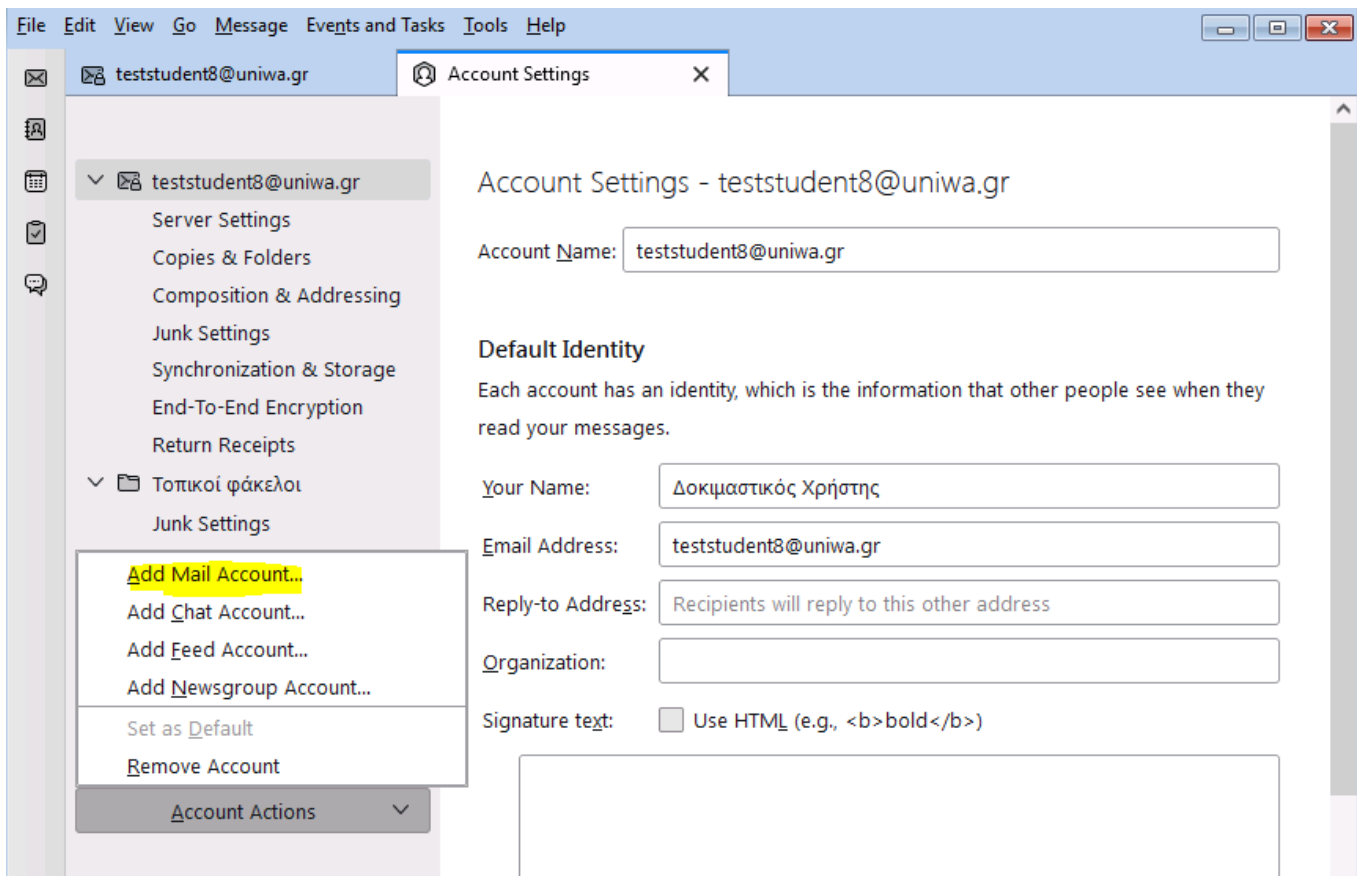 File Edit View Go Message Events and Tasks Tools Help
teststudent8@uniwa.gr
Account Settings
teststudent8@uniwa.gr
Server Settings
Copies & Folders
Composition & Addressing
Junk Settings
Synchronization & Storage
End-To-End Encryption
Return Receipts
Τοπικοί φάκελοι
Junk Settings
Add Mail Account...
Add Chat Account...
Add Feed Account...
Add Newsgroup Account...
Set as Default
Remove Account
Account Actions
Account Settings - teststudent8@uniwa.gr
Account Name: teststudent8@uniwa.gr
Default Identity
Each account has an identity, which is the information that other people see when they
read your messages.
Your Name: Δοκιμαστικός Χρήστης
Email Address: teststudent8@uniwa.gr
Reply-to Address: Recipients will reply to this other address
Organization:
Signature text: Use HTML (e.g., <b>bold</b>)